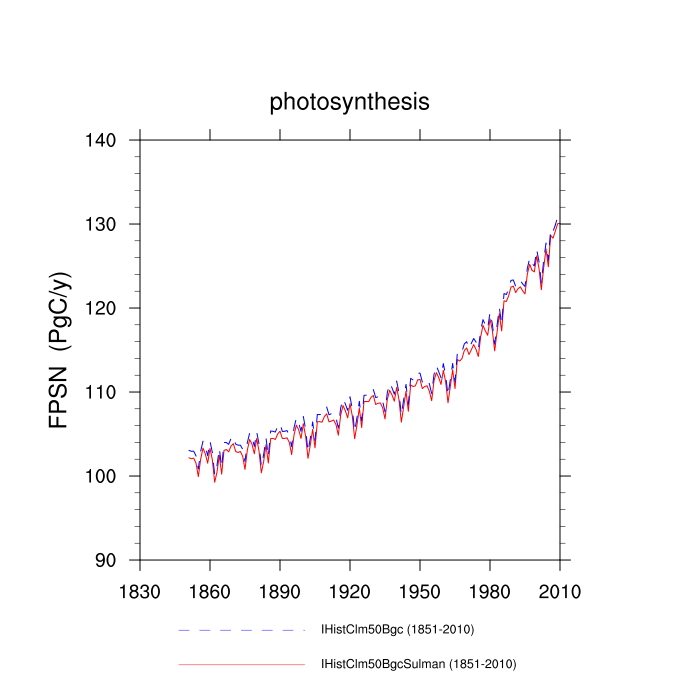 photosynthesis
FPSN (PgC/y)
140
130
120
110
100
90
1830 1860 1890 1920 1950 1980 2010
IHistClm50Bgc (1851-2010)
IHistClm50BgcSulman (1851-2010)